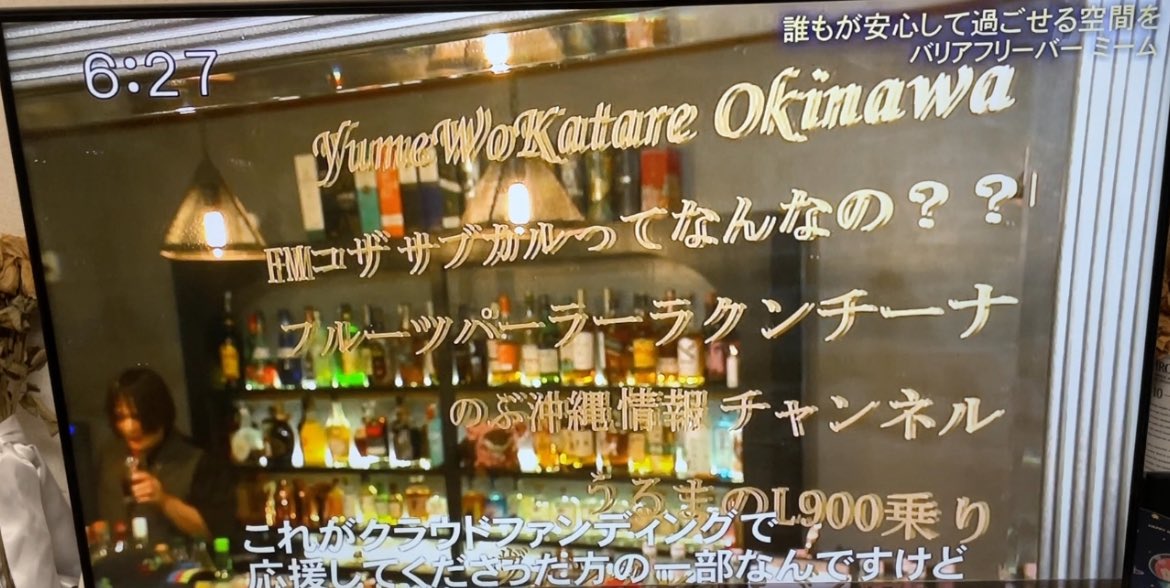 6:27
誰もが安心して過ごせる空間を
バリアフリーバー ミーム
YumeWoKatare Okinawa
FMコザ サブカルってなんなの??
フルーツパーラーラクンチーナ
のぶ沖縄情報 チャンネル
うるまのL900乗り
これがクラウドファンディングで
応援してくださった方の一部なんですけど